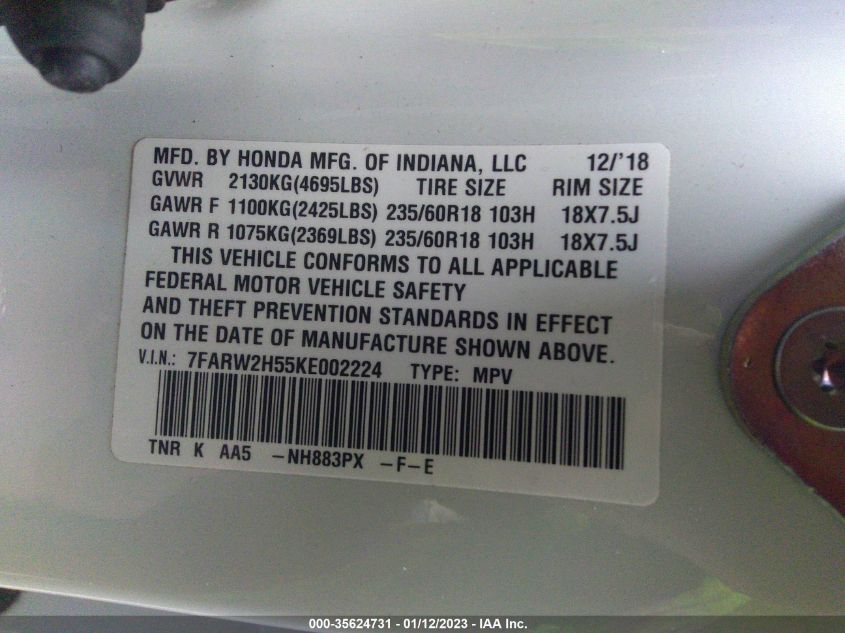 MFD. BY HONDA MFG. OF INDIANA, LLC 12/'18
GVWR 2130KG(4695LBS) TIRE SIZE RIM SIZE
GAWR F 1100KG(2425LBS) 235/60R18 103H 18X7.5J
GAWR R 1075KG(2369LBS) 235/60R18 103H 18X7.5J
THIS VEHICLE CONFORMS TO ALL APPLICABLE
FEDERAL MOTOR VEHICLE SAFETY
AND THEFT PREVENTION STANDARDS IN EFFECT
ON THE DATE OF MANUFACTURE SHOWN ABOVE.
V.I.N.: 7FARW2H55KE002224 TYPE: MPV
TNR K AA5 -NH883PX -F-E
000-35624731 - 01/12/2023 - IAA Inc.